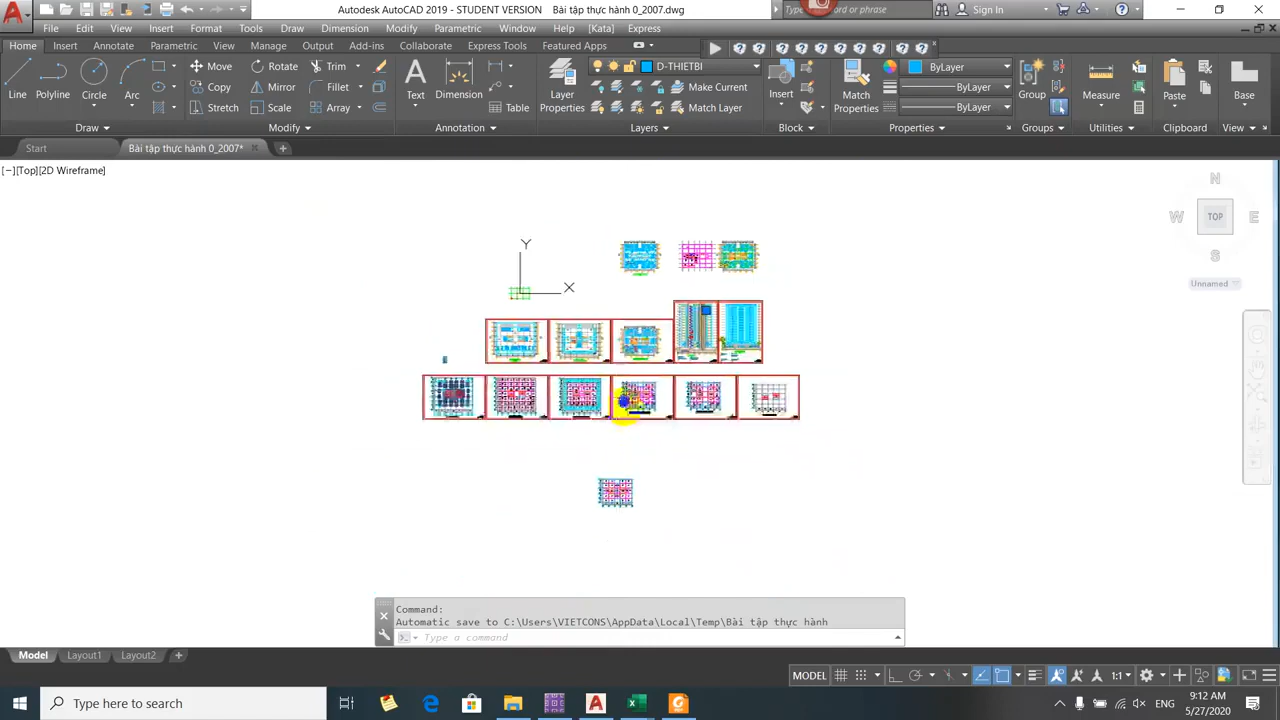 Autodesk AutoCAD 2019 - STUDENT VERSION Bài tập thực hành 0_2007.dwg
Type here keyword or phrase
Sign In
File Edit View Insert Format Tools Draw Dimension Modify Parametric Window Help [Kata] Express
Home Insert Annotate Parametric View Manage Output Add-ins Collaborate Express Tools Featured Apps
Line
Polyline
Circle
Arc
Move Rotate Trim
Copy Mirror Fillet
Stretch Scale Array
Text
Dimension
Table
Layer
Properties
D-THIETBI
Make Current
Match Layer
Insert
Match
Properties
ByLayer
ByLayer
ByLayer
Group
Measure
Paste
Base
Draw Modify Annotation Layers Block Properties Groups Utilities Clipboard View
Start Bài tập thực hành 0_2007*
[−][Top][2D Wireframe]
N
W TOP E
S
Unnamed
Y
X
Command:
Automatic save to C:\Users\VIETCONS\AppData\Local\Temp\Bài tập thực hành
Type a command
Model Layout1 Layout2
MODEL 1:1
Type here to search
ENG
9:12 AM
5/27/2020